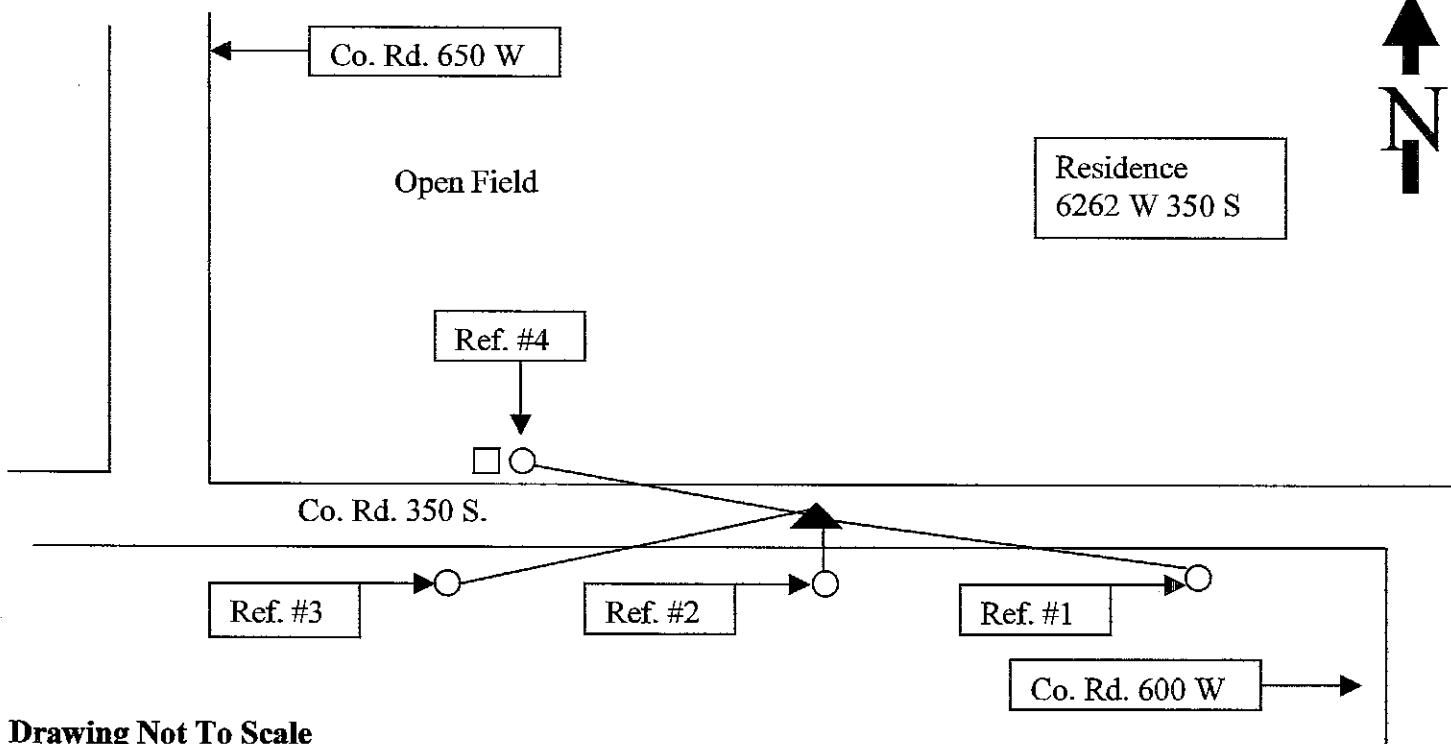 Co. Rd. 650 W
N
Open Field
Residence
6262 W 350 S
Ref. #4
Co. Rd. 350 S.
Ref. #3
Ref. #2
Ref. #1
Co. Rd. 600 W
Drawing Not To Scale